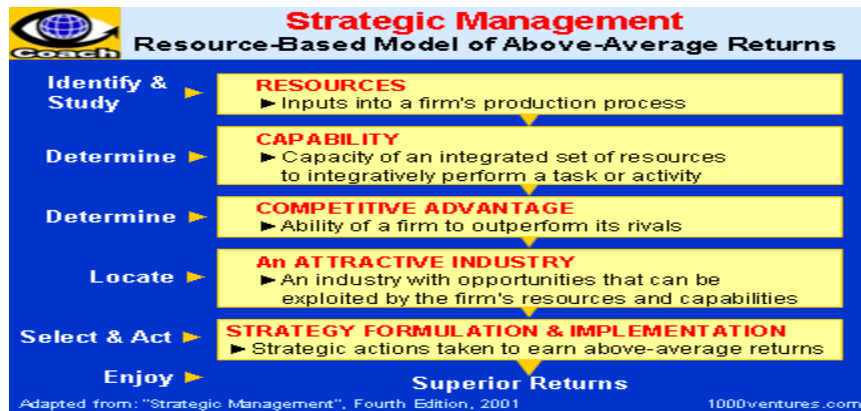 Strategic Management
Resource-Based Model of Above-Average Returns
Coach
Identify &
Study
RESOURCES
► Inputs into a firm's production process
Determine
CAPABILITY
► Capacity of an integrated set of resources
to integratively perform a task or activity
Determine
COMPETITIVE ADVANTAGE
► Ability of a firm to outperform its rivals
Locate
An ATTRACTIVE INDUSTRY
► An industry with opportunities that can be
exploited by the firm's resources and capabilities
Select & Act
STRATEGY FORMULATION & IMPLEMENTATION
► Strategic actions taken to earn above-average returns
Enjoy
Superior Returns
Adapted from: "Strategic Management", Fourth Edition, 2001
1000ventures.com